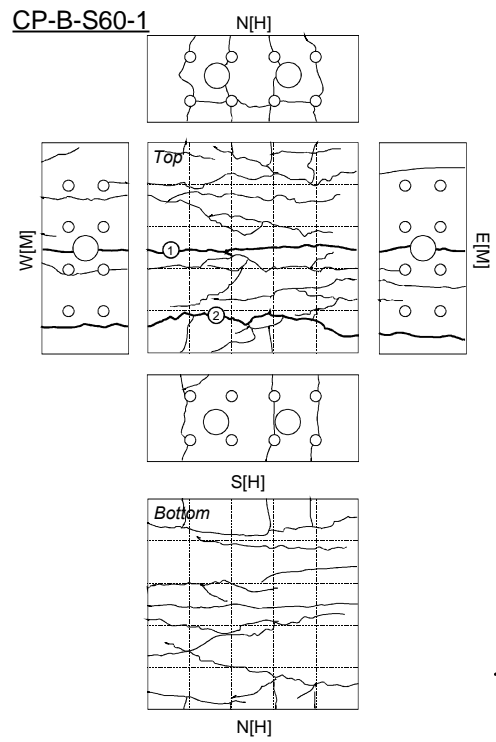 CP-B-S60-1
N[H]
Top
W[M]
1
E[M]
2
S[H]
Bottom
N[H]